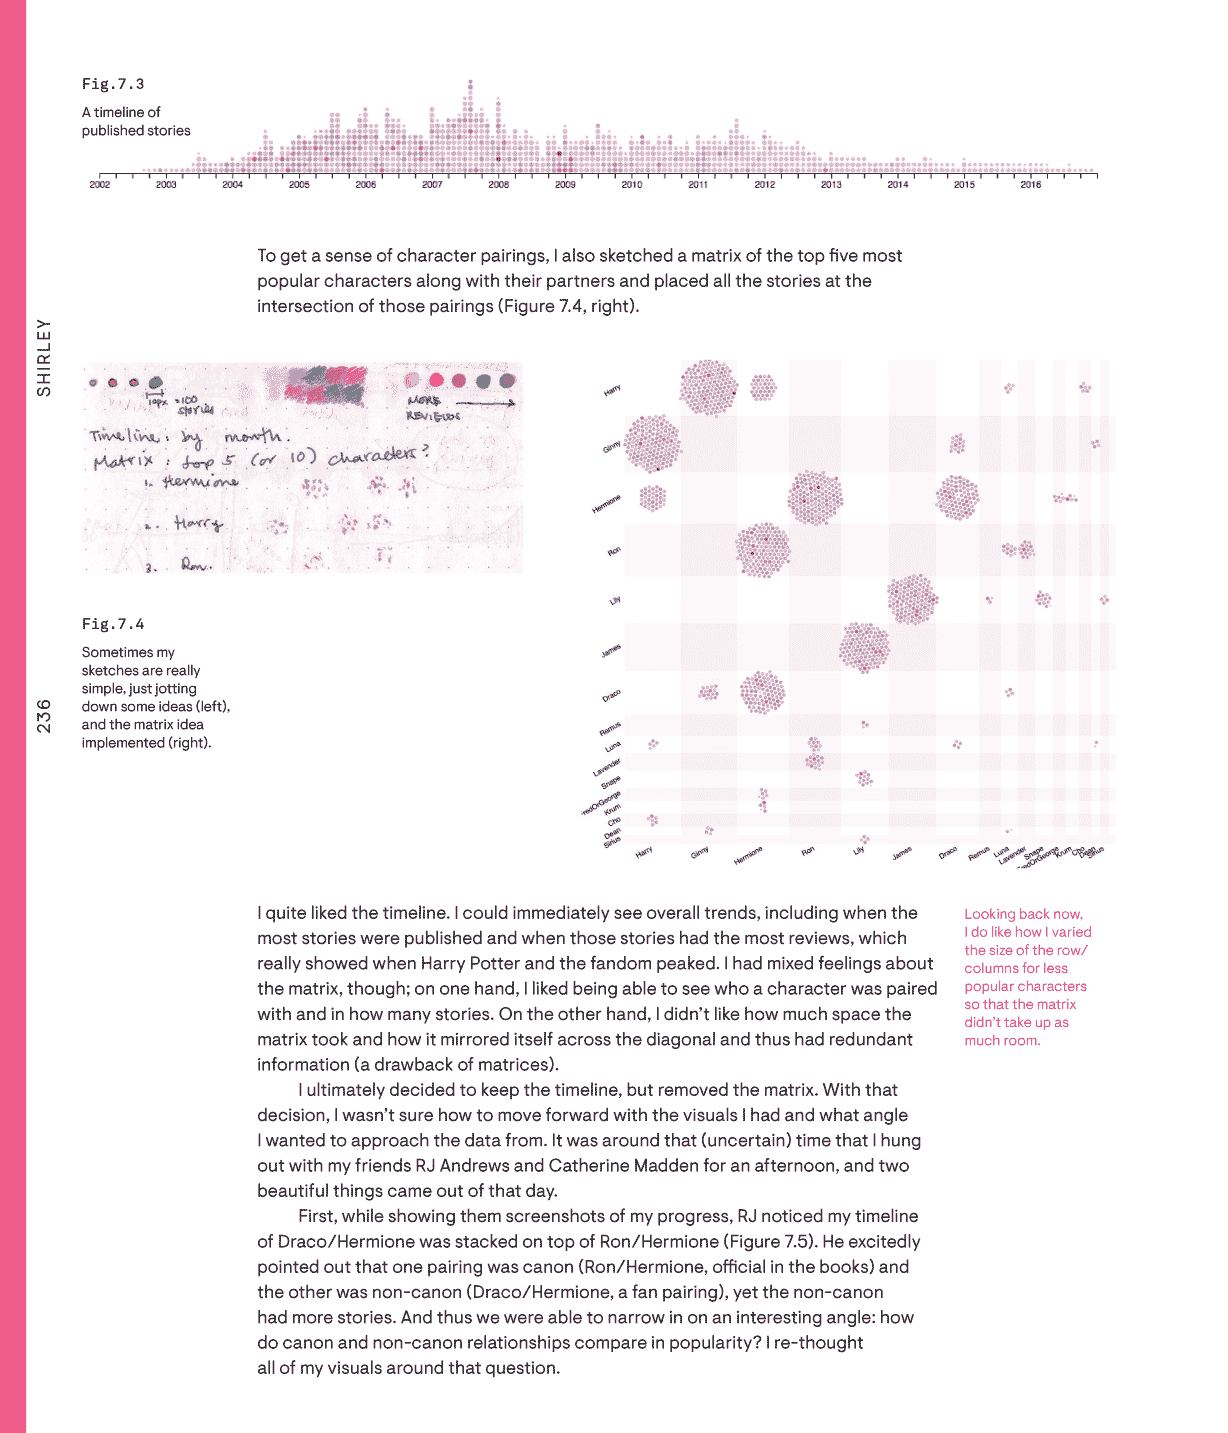 Fig.7.3
A timeline of
published stories
2002 2003 2004 2005 2006 2007 2008 2009 2010 2011 2012 2013 2014 2015 2016
To get a sense of character pairings, I also sketched a matrix of the top five most
popular characters along with their partners and placed all the stories at the
intersection of those pairings (Figure 7.4, right).
SHIRLEY
236
10px = 100
stories
MORE
REVIEWS
Timeline: by month.
Matrix: top 5 (or 10) characters?
1. Hermione
2. Harry
3. Ron.
Fig.7.4
Sometimes my
sketches are really
simple, just jotting
down some ideas (left),
and the matrix idea
implemented (right).
Harry
Ginny
Hermione
Ron
Lily
James
Draco
Remus
Luna
Lavender
Snape
redOrGeorge
Krum
Cho
Dean
Sirius
Harry Ginny Hermione Ron Lily James Draco Remus Luna Lavender Snape redOrGeorge Krum Cho Dean Sirius
I quite liked the timeline. I could immediately see overall trends, including when the
most stories were published and when those stories had the most reviews, which
really showed when Harry Potter and the fandom peaked. I had mixed feelings about
the matrix, though; on one hand, I liked being able to see who a character was paired
with and in how many stories. On the other hand, I didn't like how much space the
matrix took and how it mirrored itself across the diagonal and thus had redundant
information (a drawback of matrices).
I ultimately decided to keep the timeline, but removed the matrix. With that
decision, I wasn't sure how to move forward with the visuals I had and what angle
I wanted to approach the data from. It was around that (uncertain) time that I hung
out with my friends RJ Andrews and Catherine Madden for an afternoon, and two
beautiful things came out of that day.
First, while showing them screenshots of my progress, RJ noticed my timeline
of Draco/Hermione was stacked on top of Ron/Hermione (Figure 7.5). He excitedly
pointed out that one pairing was canon (Ron/Hermione, official in the books) and
the other was non-canon (Draco/Hermione, a fan pairing), yet the non-canon
had more stories. And thus we were able to narrow in on an interesting angle: how
do canon and non-canon relationships compare in popularity? I re-thought
all of my visuals around that question.
Looking back now,
I do like how I varied
the size of the row/
columns for less
popular characters
so that the matrix
didn't take up as
much room.